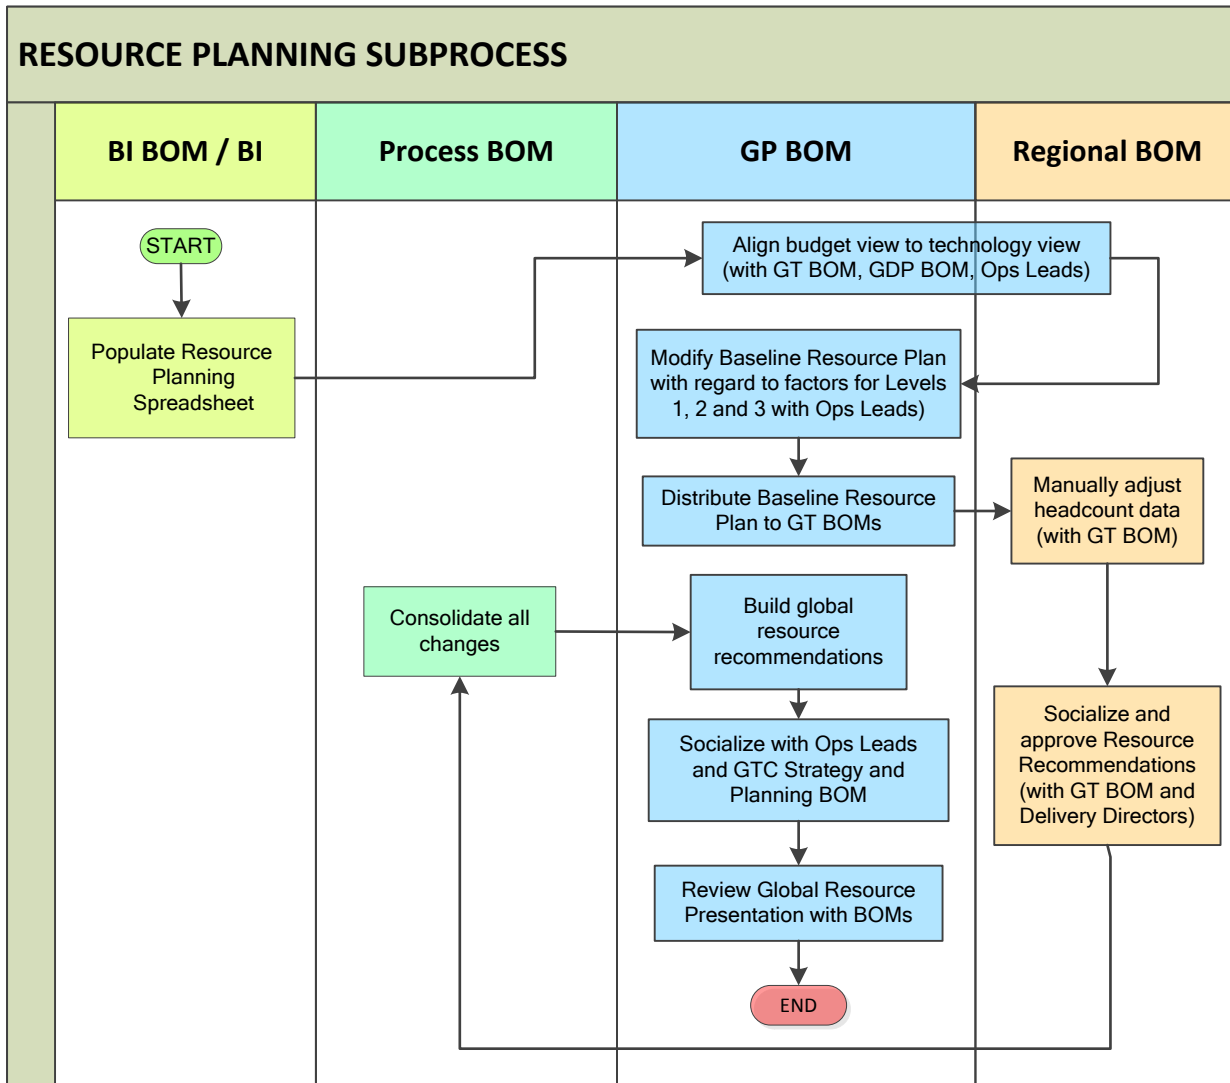 RESOURCE PLANNING SUBPROCESS
BI BOM / BI
Process BOM
GP BOM
Regional BOM
START
Align budget view to technology view
(with GT BOM, GDP BOM, Ops Leads)
Populate Resource
Planning
Spreadsheet
Modify Baseline Resource Plan
with regard to factors for Levels
1, 2 and 3 with Ops Leads)
Distribute Baseline Resource
Plan to GT BOMs
Manually adjust
headcount data
(with GT BOM)
Consolidate all
changes
Build global
resource
recommendations
Socialize and
approve Resource
Recommendations
(with GT BOM and
Delivery Directors)
Socialize with Ops Leads
and GTC Strategy and
Planning BOM
Review Global Resource
Presentation with BOMs
END